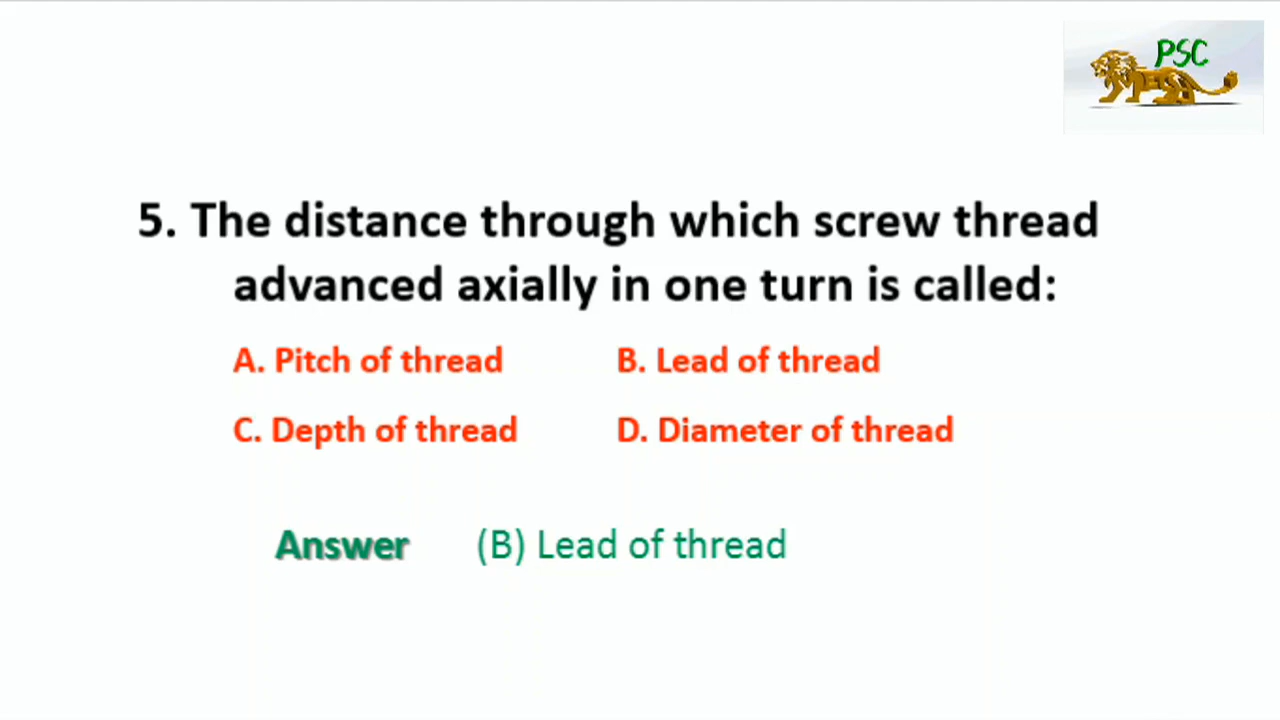 PSC
5. The distance through which screw thread
advanced axially in one turn is called:
A. Pitch of thread B. Lead of thread
C. Depth of thread D. Diameter of thread
Answer (B) Lead of thread